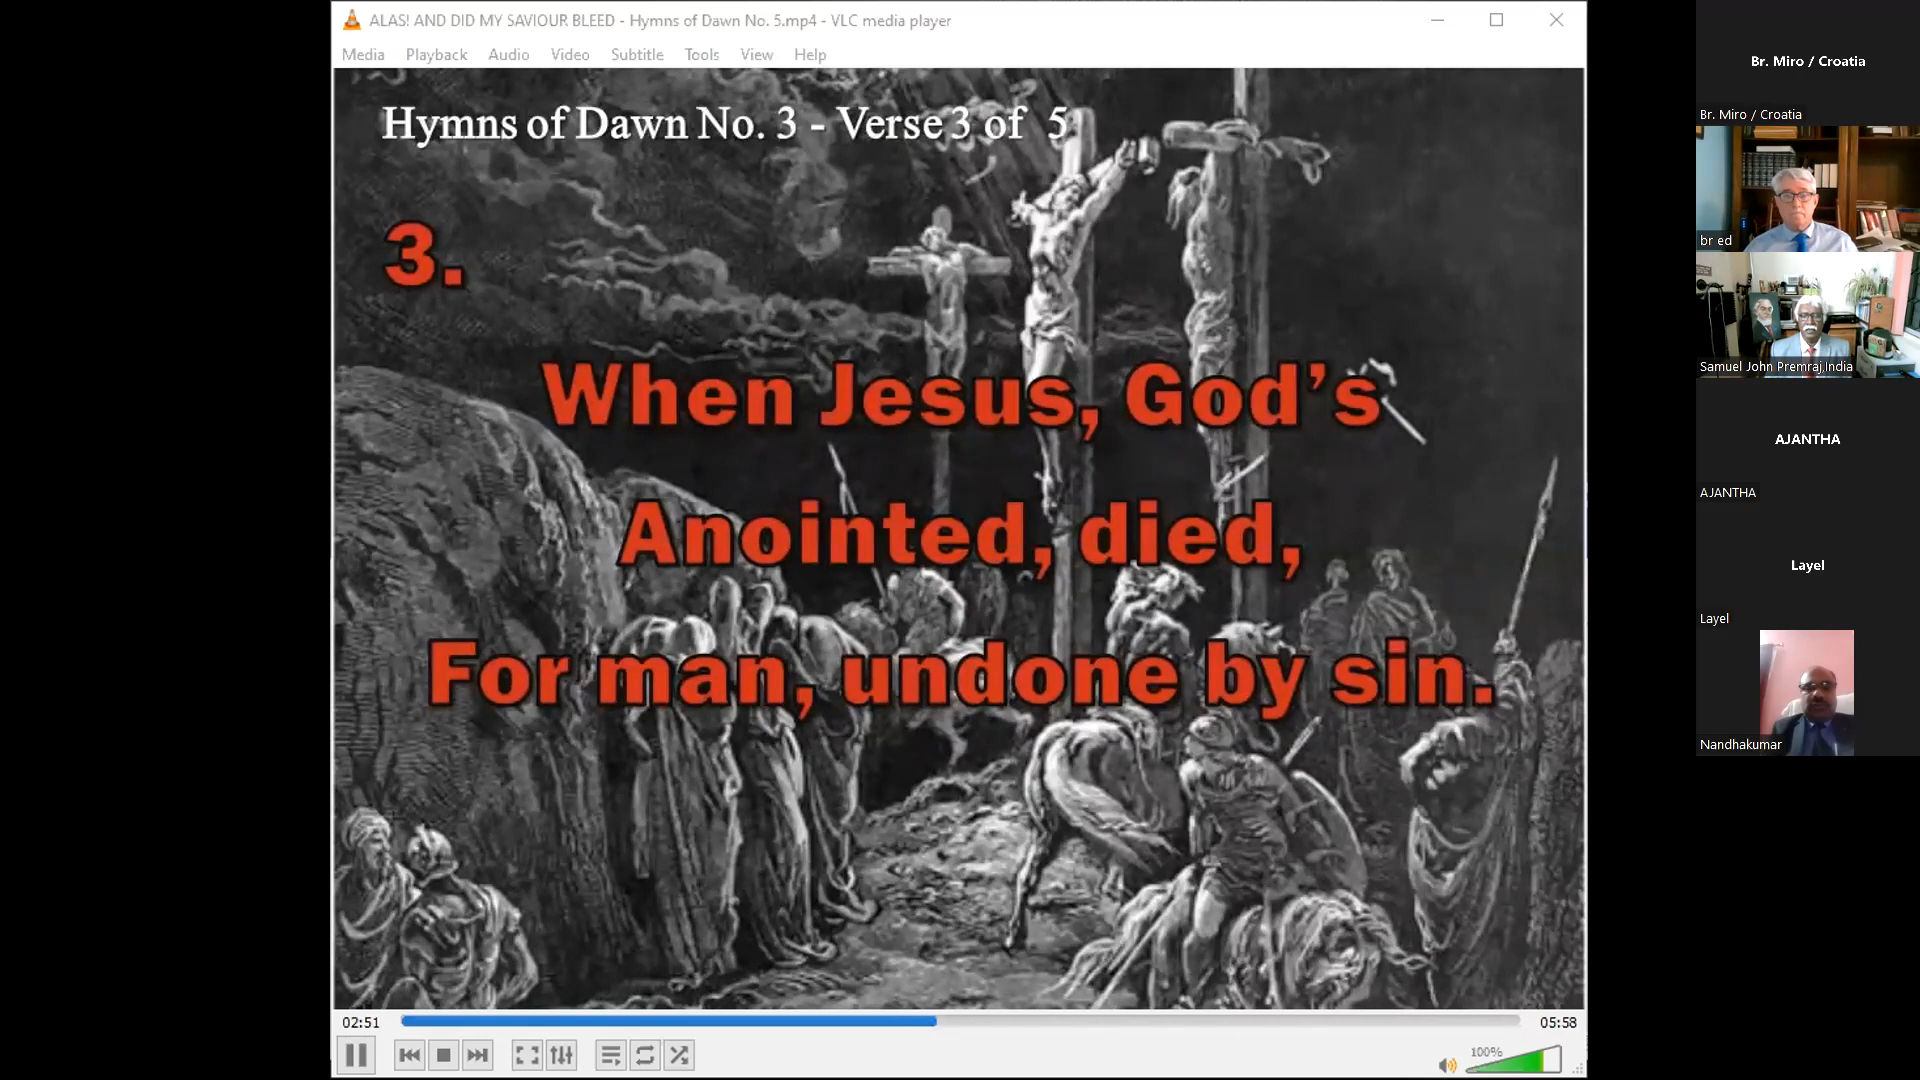 ALAS! AND DID MY SAVIOUR BLEED - Hymns of Dawn No. 5.mp4 - VLC media player
Media Playback Audio Video Subtitle Tools View Help
Hymns of Dawn No. 3 - Verse 3 of 5
3.
When Jesus, God's
Anointed, died,
For man, undone by sin.
02:51
05:58
100%
Br. Miro / Croatia
Br. Miro / Croatia
br ed
Samuel John Premraj,India
AJANTHA
AJANTHA
Layel
Layel
Nandhakumar